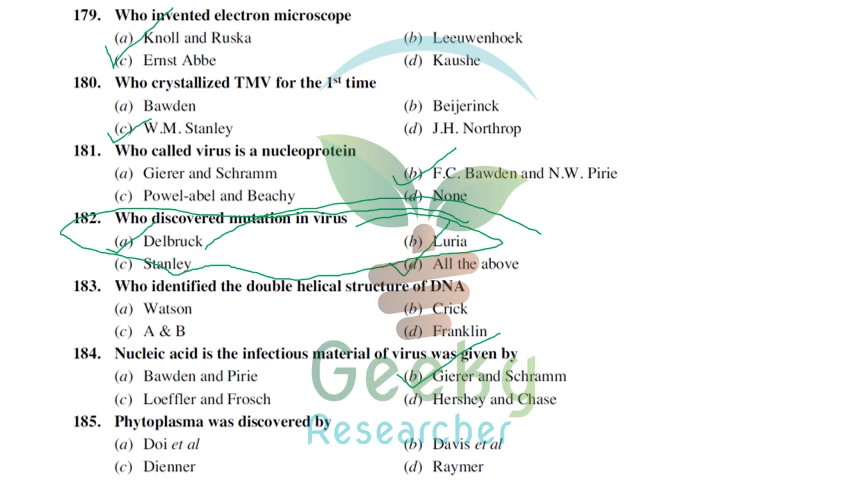 179. Who invented electron microscope
(a) Knoll and Ruska (b) Leeuwenhoek
(c) Ernst Abbe (d) Kaushe
180. Who crystallized TMV for the 1st time
(a) Bawden (b) Beijerinck
(c) W.M. Stanley (d) J.H. Northrop
181. Who called virus is a nucleoprotein
(a) Gierer and Schramm (b) F.C. Bawden and N.W. Pirie
(c) Powel-abel and Beachy (d) None
182. Who discovered mutation in virus
(a) Delbruck (b) Luria
(c) Stanley (d) All the above
183. Who identified the double helical structure of DNA
(a) Watson (b) Crick
(c) A & B (d) Franklin
184. Nucleic acid is the infectious material of virus was given by
(a) Bawden and Pirie (b) Gierer and Schramm
(c) Loeffler and Frosch (d) Hershey and Chase
Geeky
185. Phytoplasma was discovered by
Researcher
(a) Doi et al (b) Davis et al
(c) Dienner (d) Raymer